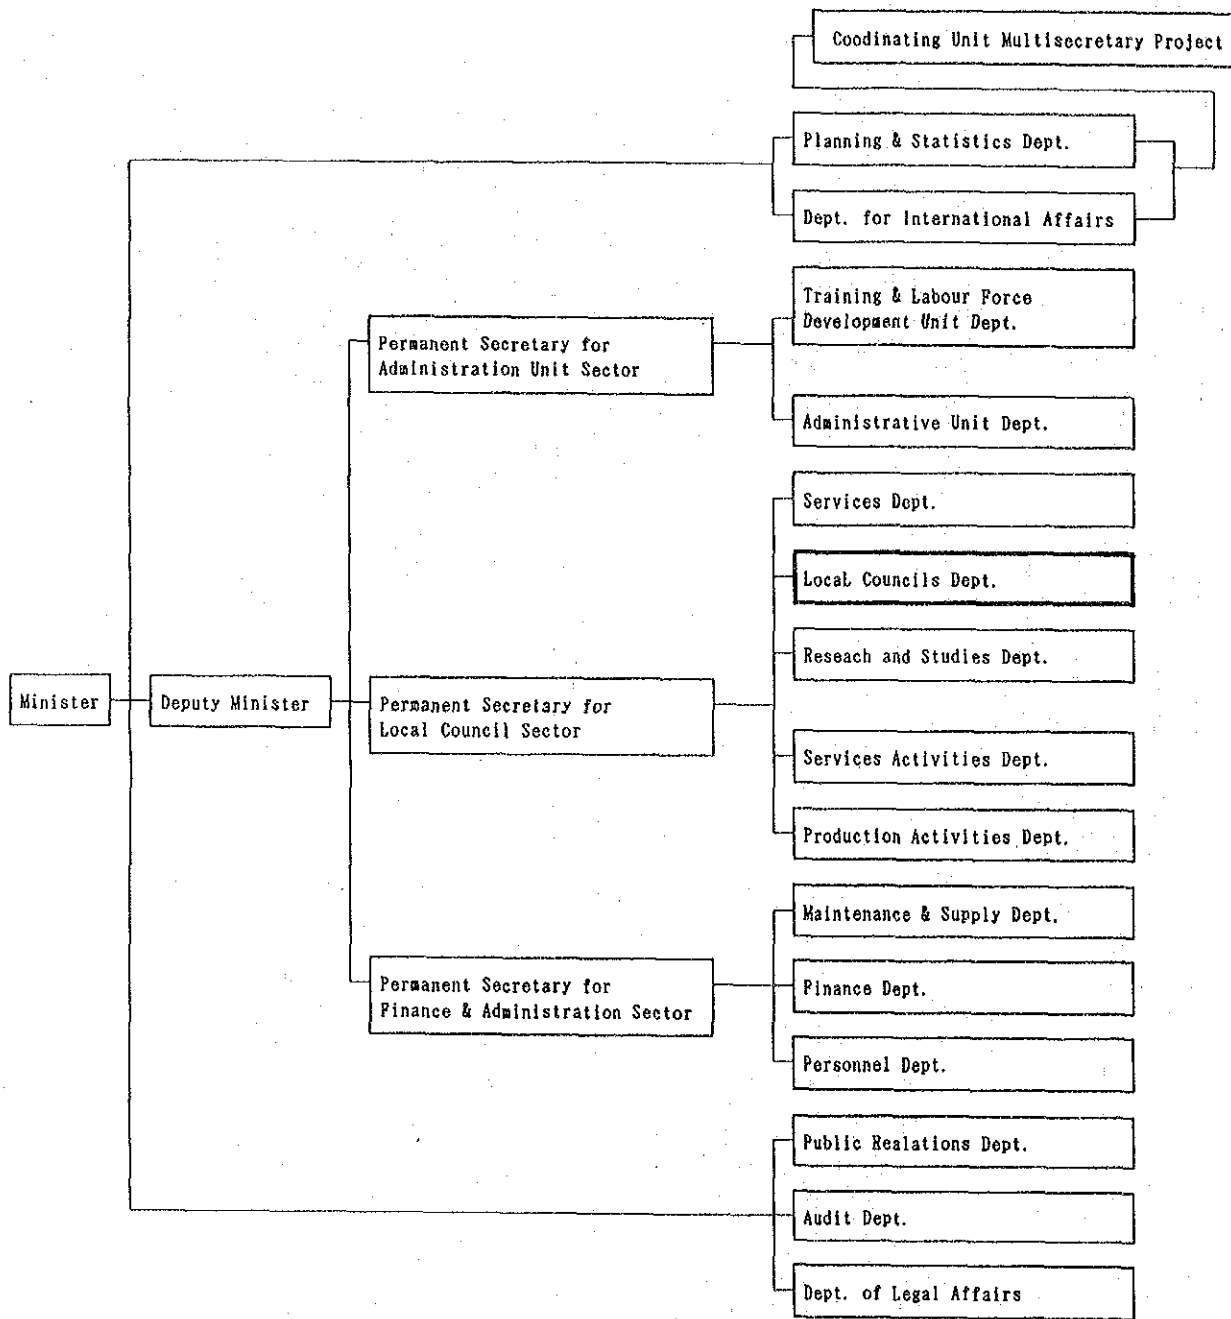 Coodinating Unit Multisecretary Project
Planning & Statistics Dept.
Dept. for International Affairs
Training & Labour Force
Development Unit Dept.
Permanent Secretary for
Administration Unit Sector
Administrative Unit Dept.
Services Dept.
Local Councils Dept.
Reseach and Studies Dept.
Minister
Deputy Minister
Permanent Secretary for
Local Council Sector
Services Activities Dept.
Production Activities Dept.
Maintenance & Supply Dept.
Permanent Secretary for
Finance & Administration Sector
Finance Dept.
Personnel Dept.
Public Realations Dept.
Audit Dept.
Dept. of Legal Affairs